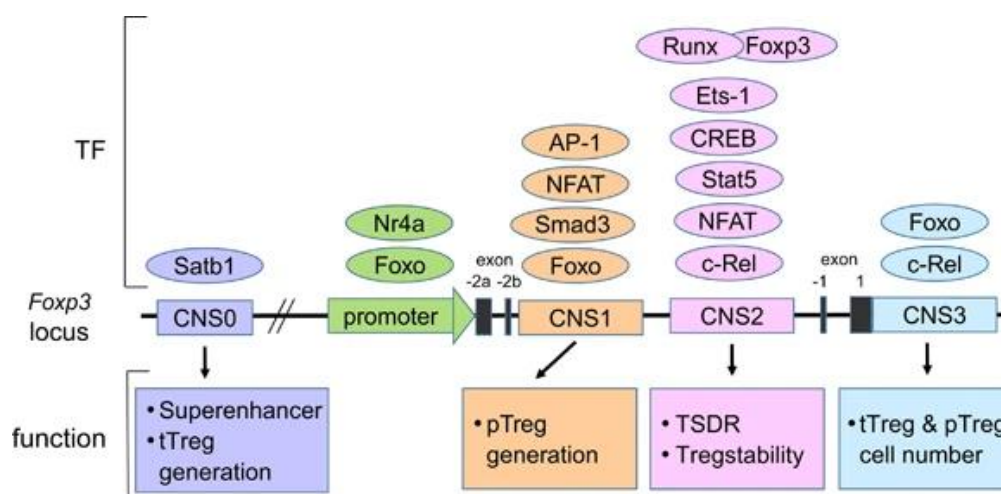 Runx Foxp3
Ets-1
TF
AP-1
CREB
NFAT
Stat5
Nr4a
Smad3
NFAT
Foxo
Satb1
Foxo
exon
-2a -2b
Foxo
c-Rel
exon
-1 1
c-Rel
Foxp3
locus
CNS0
promoter
CNS1
CNS2
CNS3
function
• Superenhancer
• tTreg
generation
• pTreg
generation
• TSDR
• Tregstability
• tTreg & pTreg
cell number